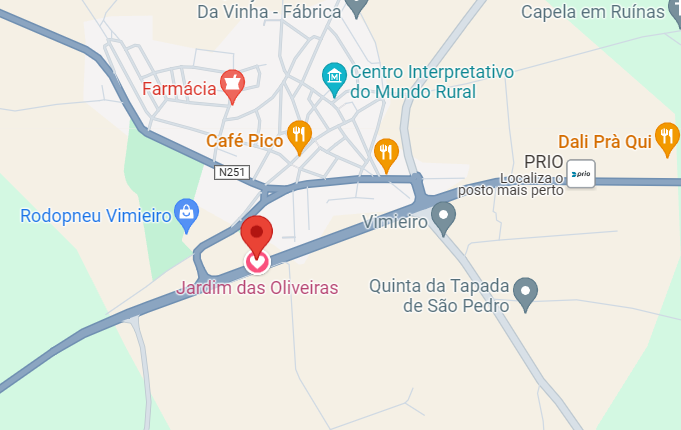 Da Vinha - Fábrica
Capela em Ruínas
Centro Interpretativo
do Mundo Rural
Farmácia
Café Pico
Dali Prà Qui
PRIO
Localiza o
posto mais perto
prio
N251
Rodopneu Vimieiro
Vimieiro
Jardim das Oliveiras
Quinta da Tapada
de São Pedro